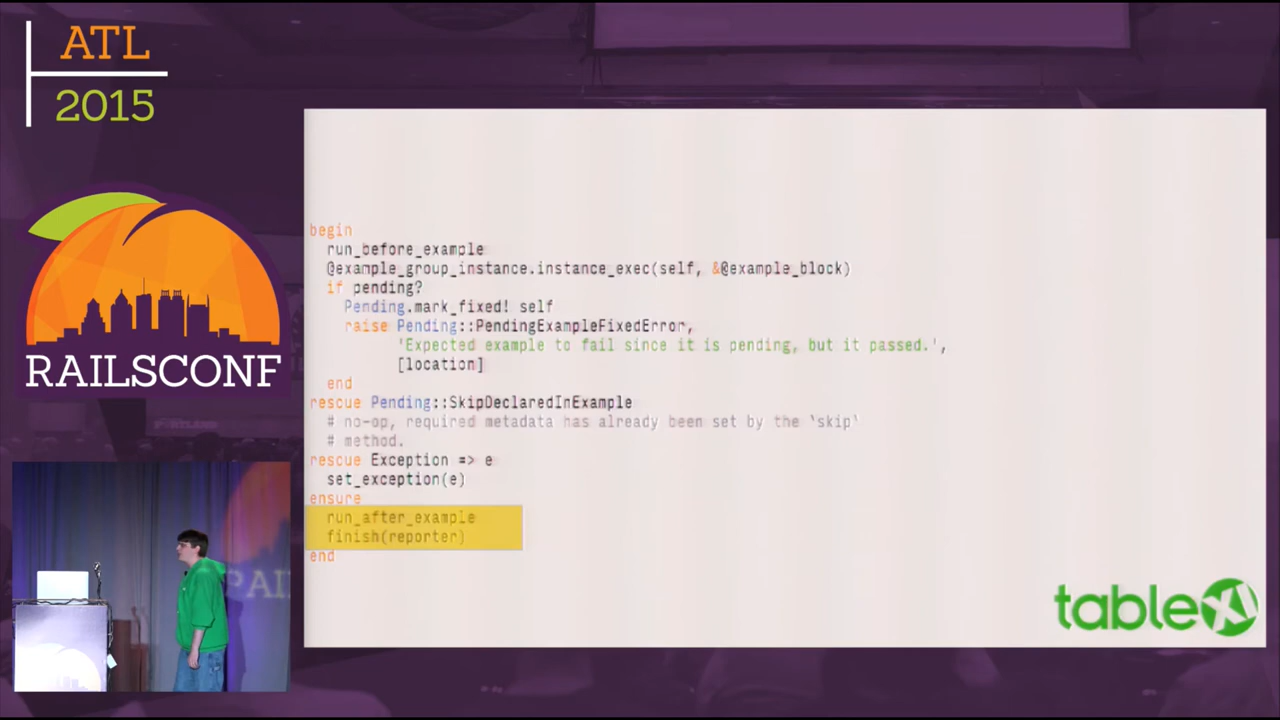 ATL
2015
RAILSCONF
begin
  run_before_example
  @example_group_instance.instance_exec(self, &@example_block)
  if pending?
    Pending.mark_fixed! self
    raise Pending::PendingExampleFixedError,
          'Expected example to fail since it is pending, but it passed.',
          [location]
  end
rescue Pending::SkipDeclaredInExample
  # no-op, required metadata has already been set by the `skip`
  # method.
rescue Exception => e
  set_exception(e)
ensure
  run_after_example
  finish(reporter)
end
tableXI